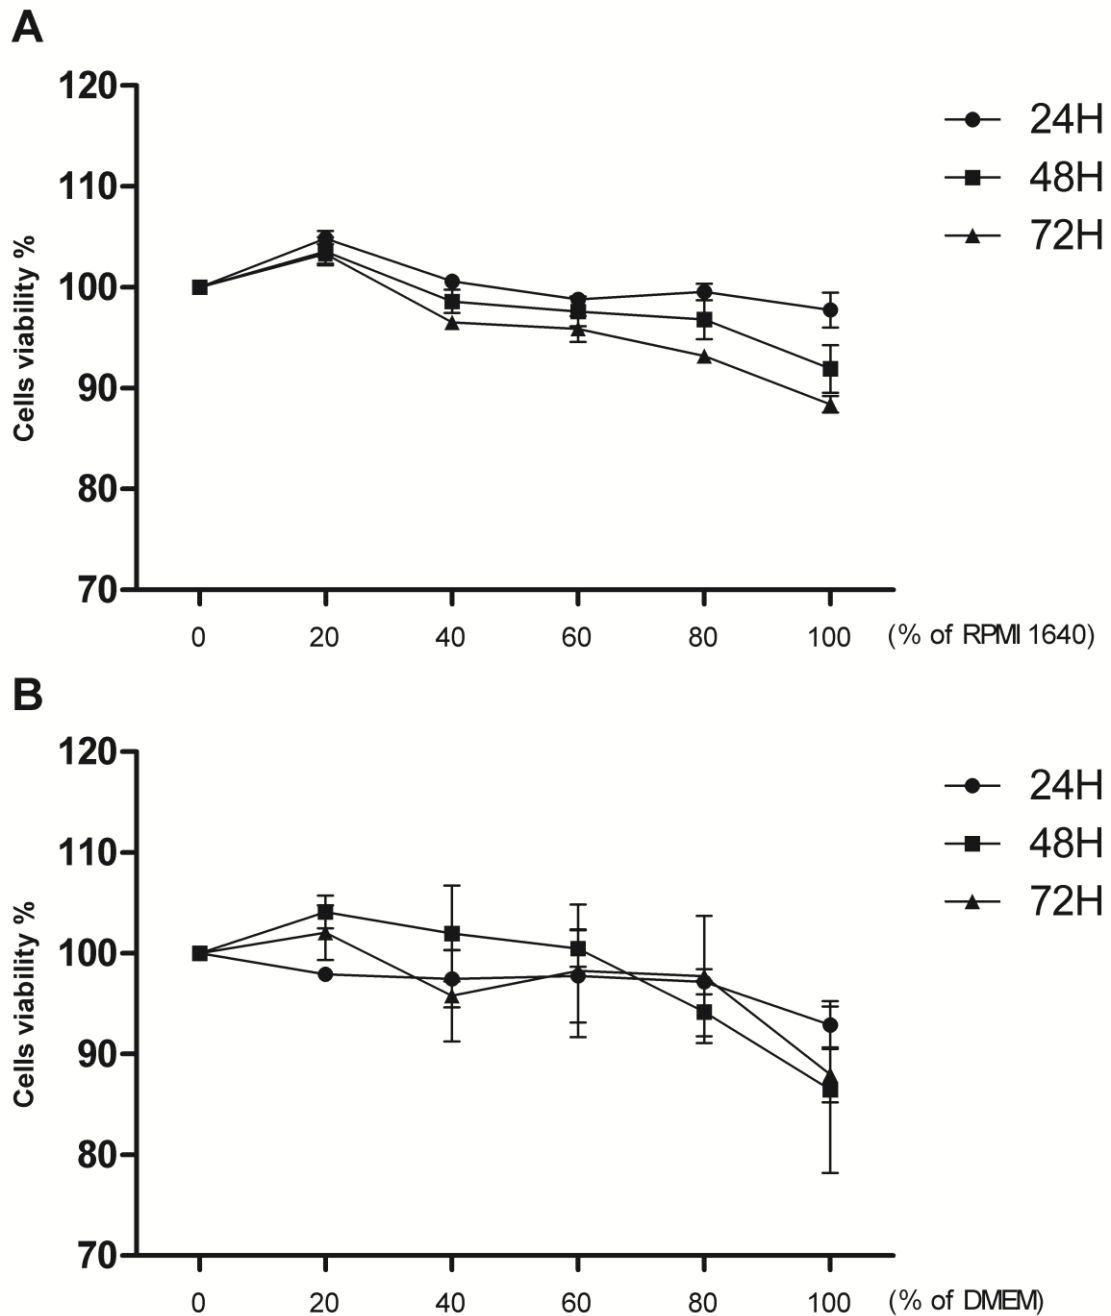 A
120
110
100
90
80
70
Cells viability %
24H
48H
72H
0 20 40 60 80 100 (% of RPMI 1640)
B
120
110
100
90
80
70
Cells viability %
24H
48H
72H
0 20 40 60 80 100 (% of DMEM)